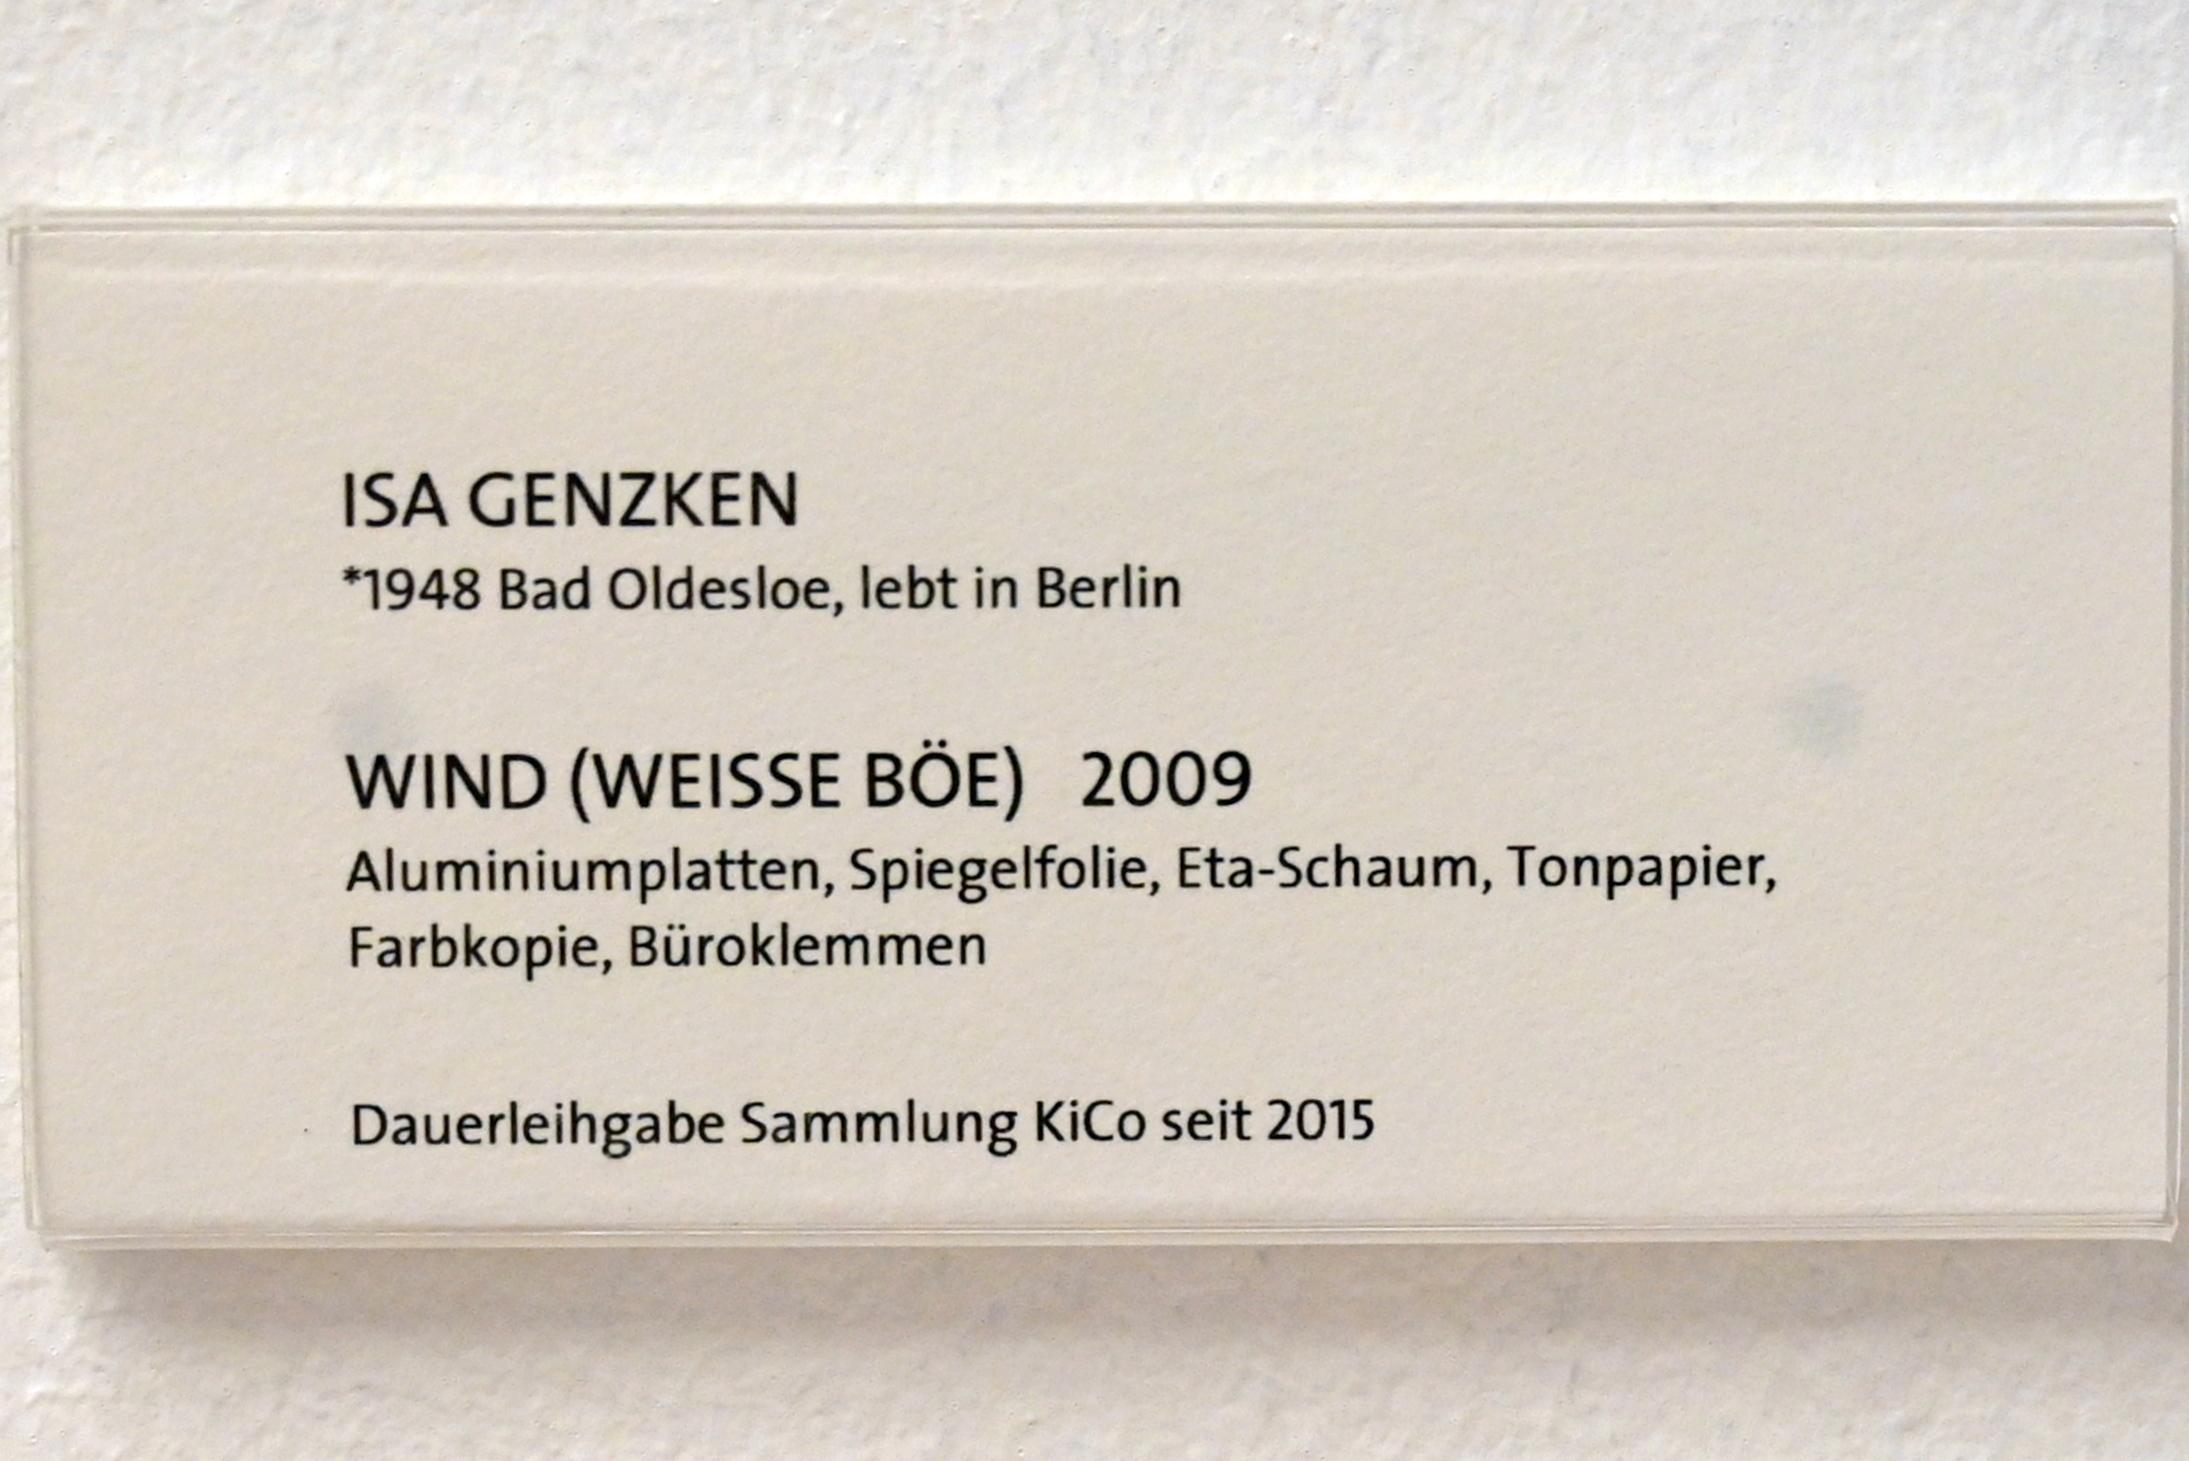 ISA GENZKEN
*1948 Bad Oldesloe, lebt in Berlin
WIND (WEISSE BÖE) 2009
Aluminiumplatten, Spiegelfolie, Eta-Schaum, Tonpapier,
Farbkopie, Büroklemmen
Dauerleihgabe Sammlung KiCo seit 2015